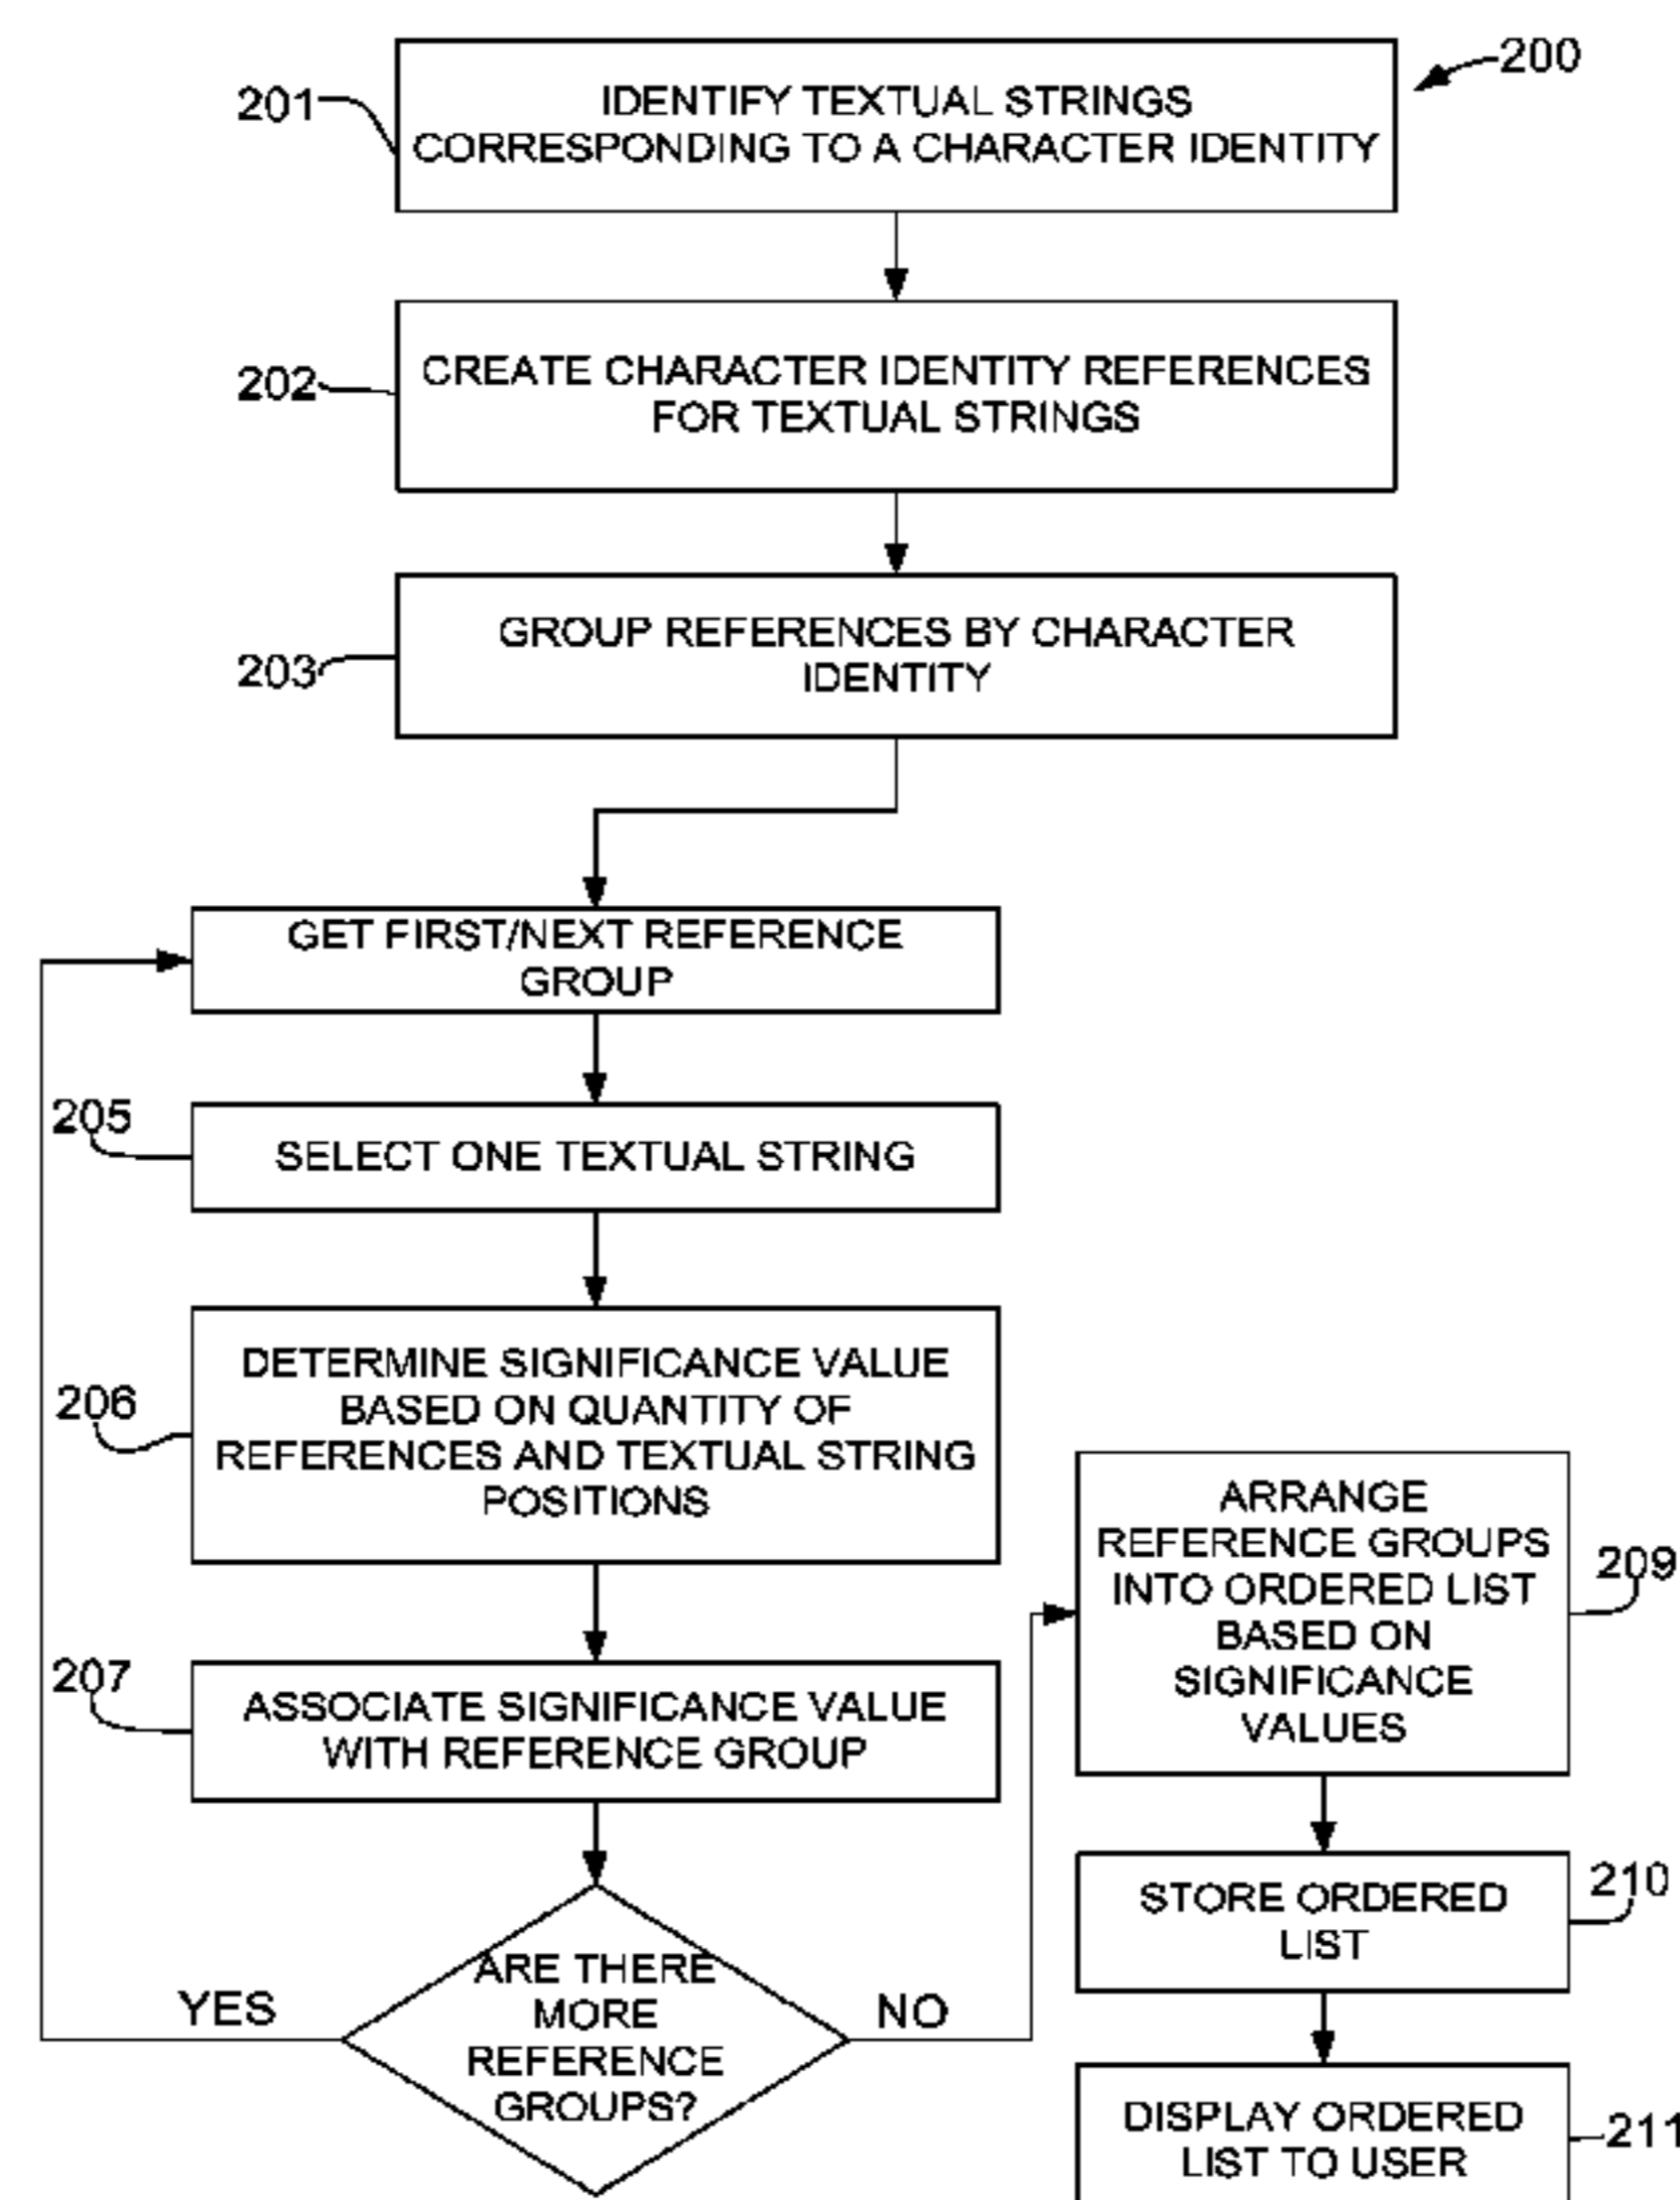 200
201
IDENTIFY TEXTUAL STRINGS
CORRESPONDING TO A CHARACTER IDENTITY
202
CREATE CHARACTER IDENTITY REFERENCES
FOR TEXTUAL STRINGS
203
GROUP REFERENCES BY CHARACTER
IDENTITY
GET FIRST/NEXT REFERENCE
GROUP
205
SELECT ONE TEXTUAL STRING
206
DETERMINE SIGNIFICANCE VALUE
BASED ON QUANTITY OF
REFERENCES AND TEXTUAL STRING
POSITIONS
207
ASSOCIATE SIGNIFICANCE VALUE
WITH REFERENCE GROUP
ARE THERE
MORE
REFERENCE
GROUPS?
YES
NO
ARRANGE
REFERENCE GROUPS
INTO ORDERED LIST
BASED ON
SIGNIFICANCE
VALUES
209
STORE ORDERED
LIST
210
DISPLAY ORDERED
LIST TO USER
211